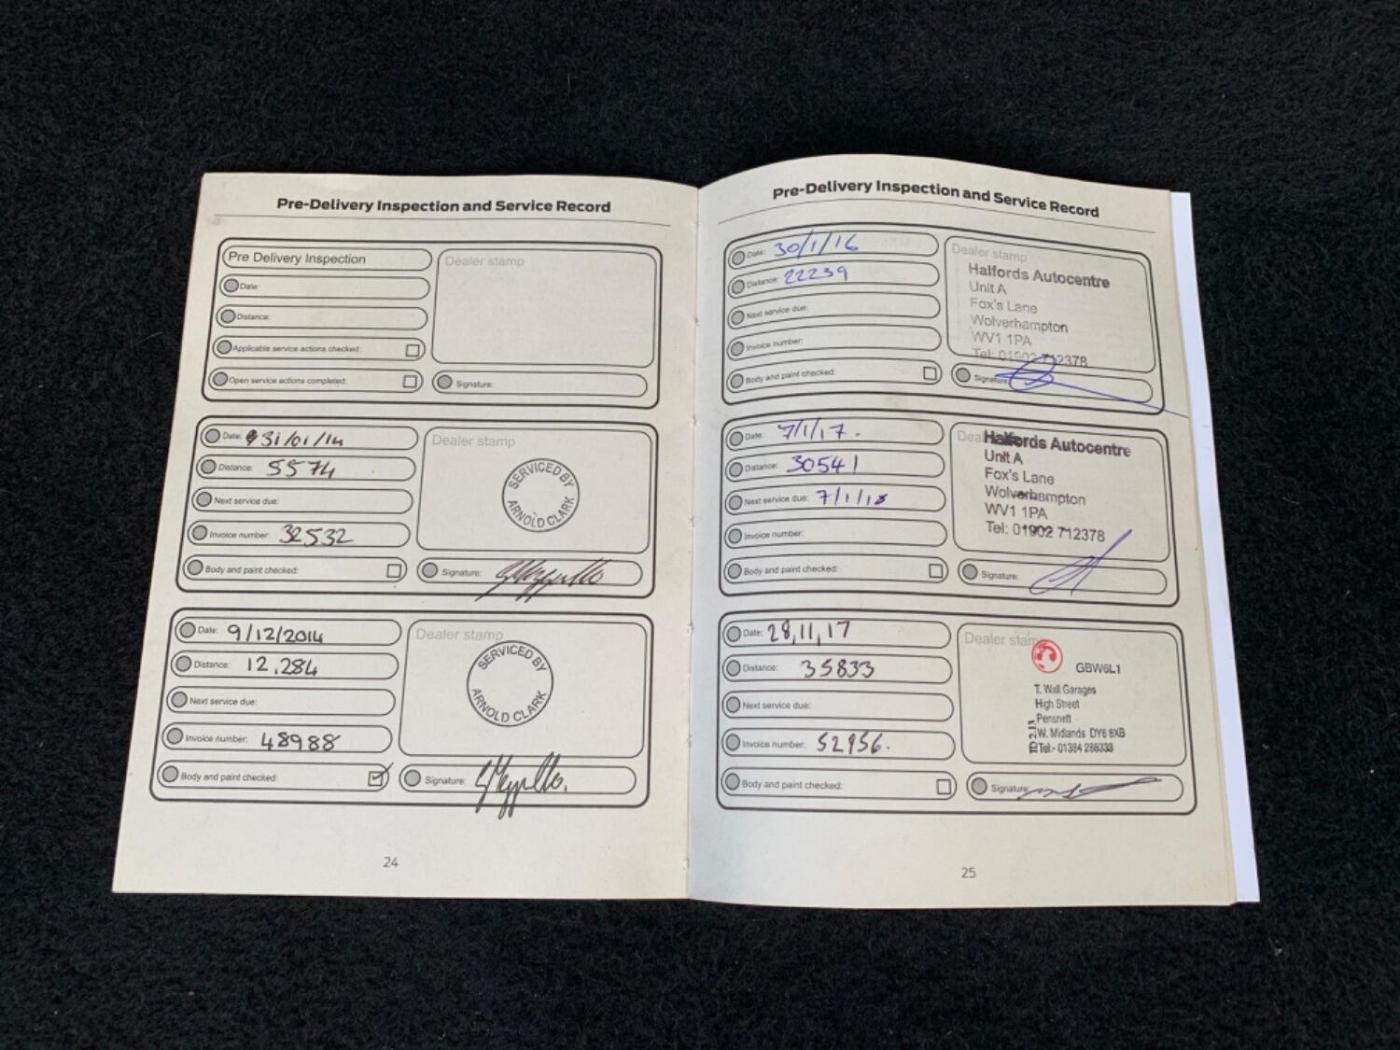 Pre-Delivery Inspection and Service Record
Pre Delivery Inspection
Date:
Distance:
Applicable service actions checked:
Open service actions completed:
Dealer stamp
Signature:
Date: 31/01/14
Distance: 5574
Next service due:
Invoice number: 32532
Body and paint checked:
Dealer stamp
SERVICED BY
ARNOLD CLARK
Signature:
Date: 9/12/2014
Distance: 12.284
Next service due:
Invoice number: 48988
Body and paint checked:
Dealer stamp
SERVICED BY
ARNOLD CLARK
Signature:
24
Pre-Delivery Inspection and Service Record
Date: 30/1/16
Distance: 22239
Next service due:
Invoice number:
Body and paint checked:
Dealer stamp
Halfords Autocentre
Unit A
Fox's Lane
Wolverhampton
WV1 1PA
Tel: 01902 712378
Signature:
Date: 7/1/17.
Distance: 30541
Next service due: 7/1/18
Invoice number:
Body and paint checked:
Halfords Autocentre
Unit A
Fox's Lane
Wolverhampton
WV1 1PA
Tel: 01902 712378
Signature:
Date: 28,11,17
Distance: 35833
Next service due:
Invoice number: 52956.
Body and paint checked:
Dealer stamp
GBW6L1
T. Wall Garages
High Street
Pensnett
W. Midlands DY6 8XB
Tel:- 01384 288333
Signature:
25